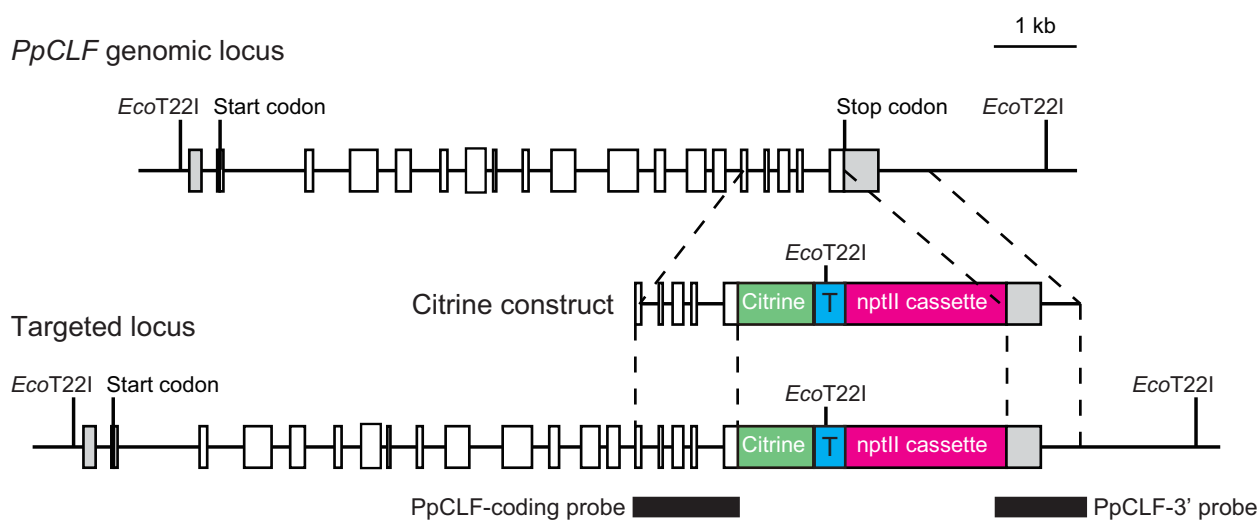 1 kb
PpCLF genomic locus
EcoT22I
Start codon
Stop codon
EcoT22I
EcoT22I
Citrine construct
Citrine
T
nptII cassette
Targeted locus
EcoT22I
Start codon
EcoT22I
EcoT22I
Citrine
T
nptII cassette
PpCLF-coding probe
PpCLF-3’ probe